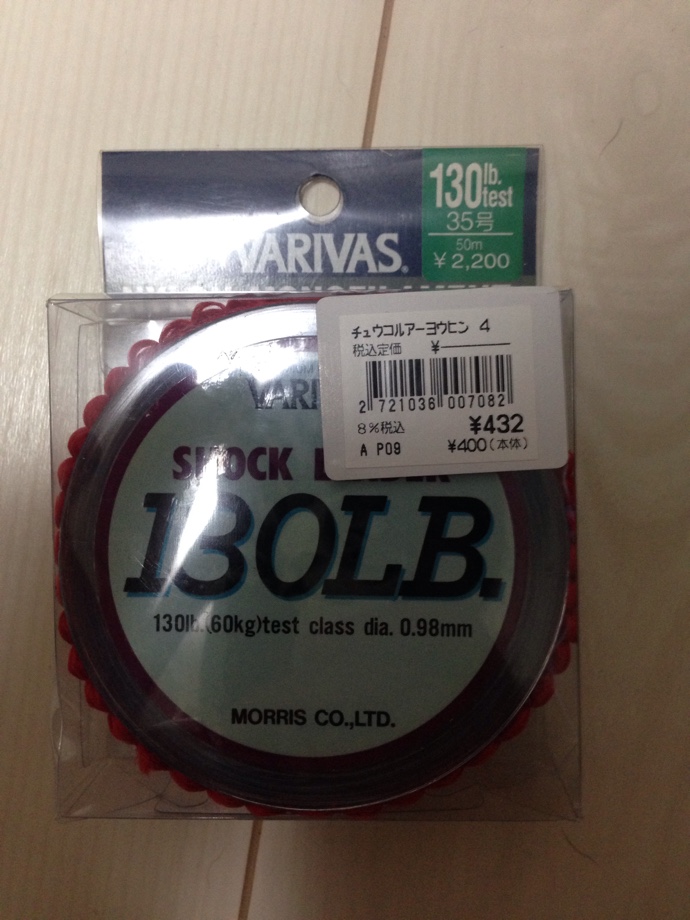 130lb.
test
35号
50m
¥2,200
VARIVAS®
チュウコルアーヨウヒン 4
税込定価 ¥
2 721036 007082
8%税込 ¥432
A P09 ¥400(本体)
VARI
SHOCK
130LB.
130lb.(60kg)test class dia. 0.98mm
MORRIS CO.,LTD.